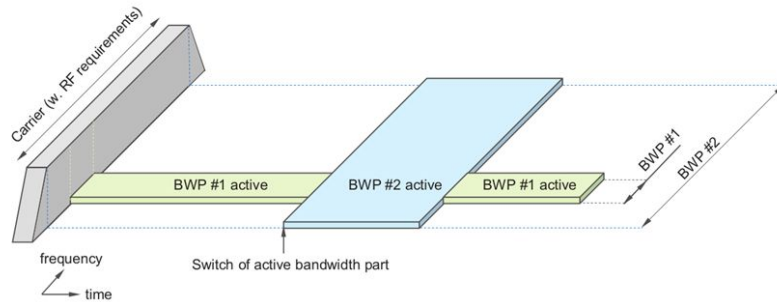 Carrier (w. RF requirements)
BWP #1 active
BWP #2 active
BWP #1 active
BWP #1
BWP #2
Switch of active bandwidth part
frequency
time